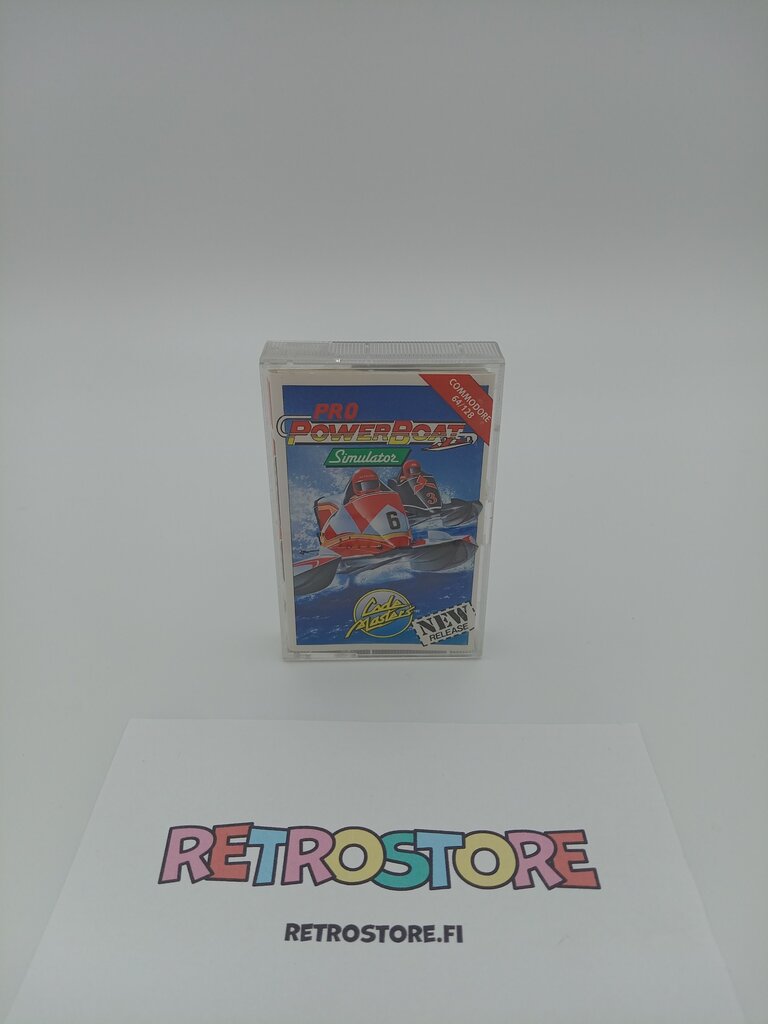 COMMODORE
64/128
PRO
POWERBOAT
Simulator
3
6
Code
Masters
NEW
RELEASE
RETROSTORE
RETROSTORE.FI